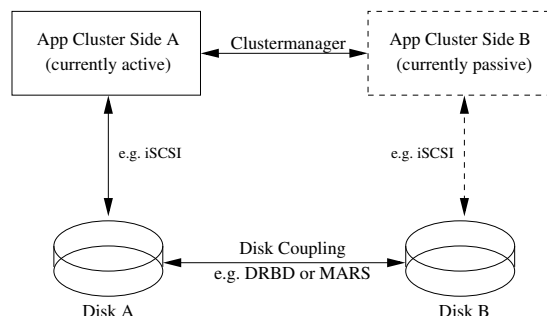 App Cluster Side A
(currently active)
Clustermanager
App Cluster Side B
(currently passive)
e.g. iSCSI
e.g. iSCSI
Disk Coupling
e.g. DRBD or MARS
Disk A
Disk B